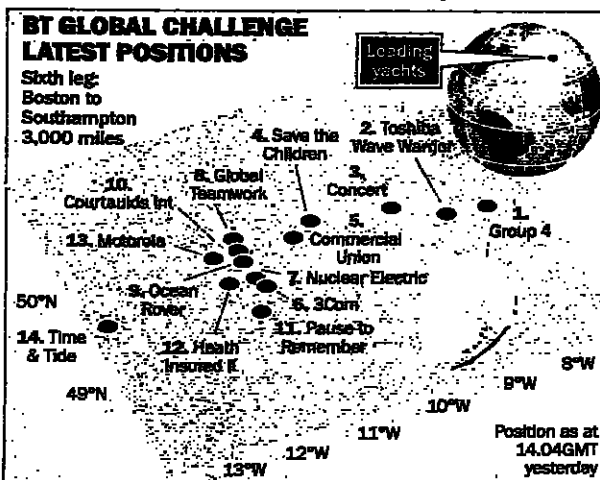 BT GLOBAL CHALLENGE
LATEST POSITIONS
Sixth leg:
Boston to
Southampton
3,000 miles
Leading
yachts
4. Save the
Children
2. Toshiba
Wave Warrior
3.
Concert
8. Global
Teamwork
10.
Courtaulds Int
13. Motorola
5.
Commercial
Union
1.
Group 4
7. Nuclear Electric
9. Ocean
Rover
6. 3Com
50°N
14. Time
& Tide
12. Heath
Insured II
11. Pause to
Remember
49°N
8°W
9°W
10°W
11°W
12°W
13°W
Position as at
14.04GMT
yesterday